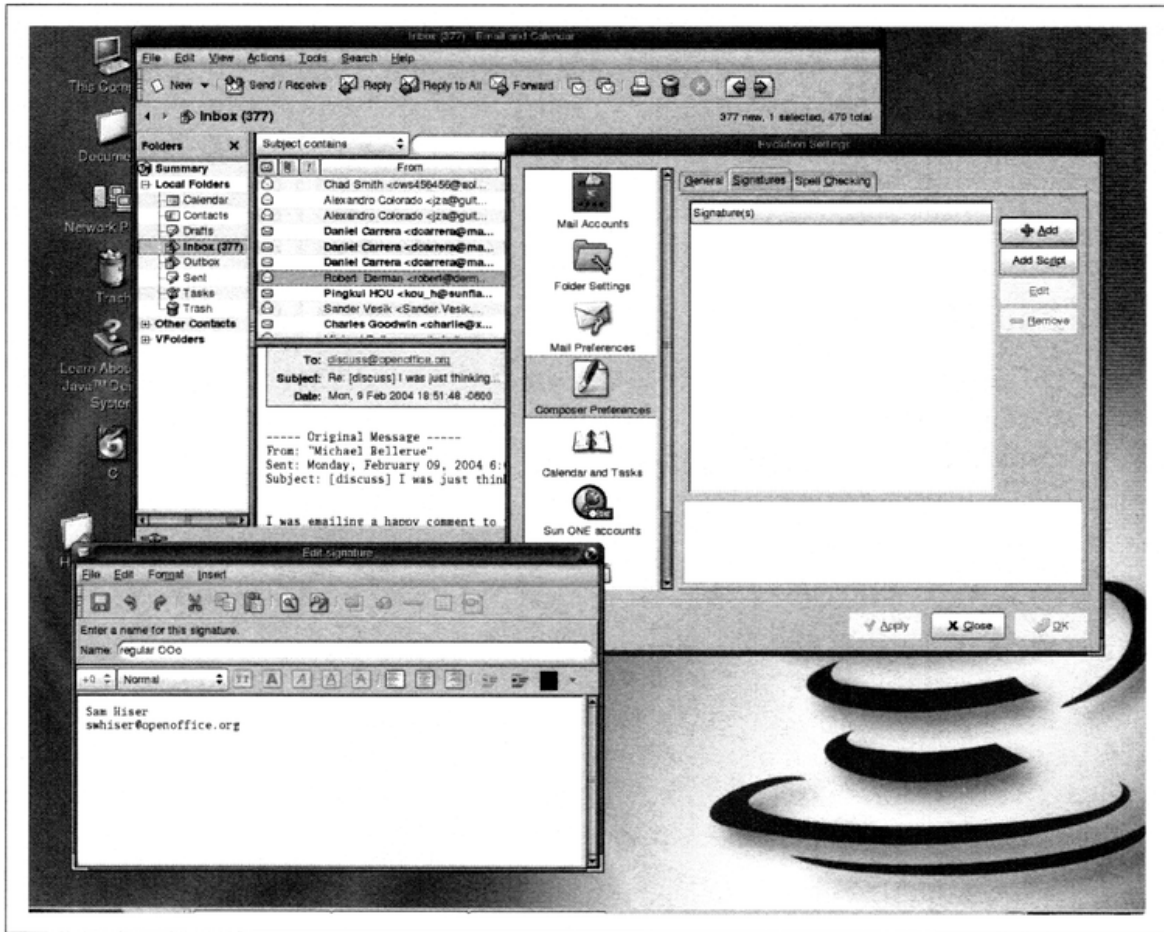 This Com
Docume
Network P
Trash
Learn Abou
Java™ De
System
C
H
Inbox (377) - Email and Calendar
File Edit View Actions Tools Search Help
New Send / Receive Reply Reply to All Forward
Inbox (377)
377 new, 1 selected, 470 total
Folders
Summary
Local Folders
Calendar
Contacts
Drafts
Inbox (377)
Outbox
Sent
Tasks
Trash
Other Contacts
VFolders
Subject contains
From
Chad Smith <cws456456@aol...
Alexandro Colorado <jza@guit...
Alexandro Colorado <jza@guit...
Daniel Carrera <dcarrera@ma...
Daniel Carrera <dcarrera@ma...
Daniel Carrera <dcarrera@ma...
Robert Derman <robert@derm...
Pingkui HOU <kou_h@sunfla...
Sander Vesik <Sander.Vesik...
Charles Goodwin <charlie@x...
To: discuss@openoffice.org
Subject: Re: [discuss] I was just thinking...
Date: Mon, 9 Feb 2004 18:51:48 -0600
----- Original Message -----
From: "Michael Bellerue"
Sent: Monday, February 09, 2004 6:
Subject: [discuss] I was just thin
I was emailing a happy comment to
Evolution Settings
Mail Accounts
Folder Settings
Mail Preferences
Composer Preferences
Calendar and Tasks
Sun ONE accounts
General Signatures Spell Checking
Signature(s)
Add
Add Script
Edit
Remove
Apply Close OK
Edit signature
File Edit Format Insert
Enter a name for this signature.
Name: regular OOo
+0 Normal
Sam Hiser
swhiser@openoffice.org